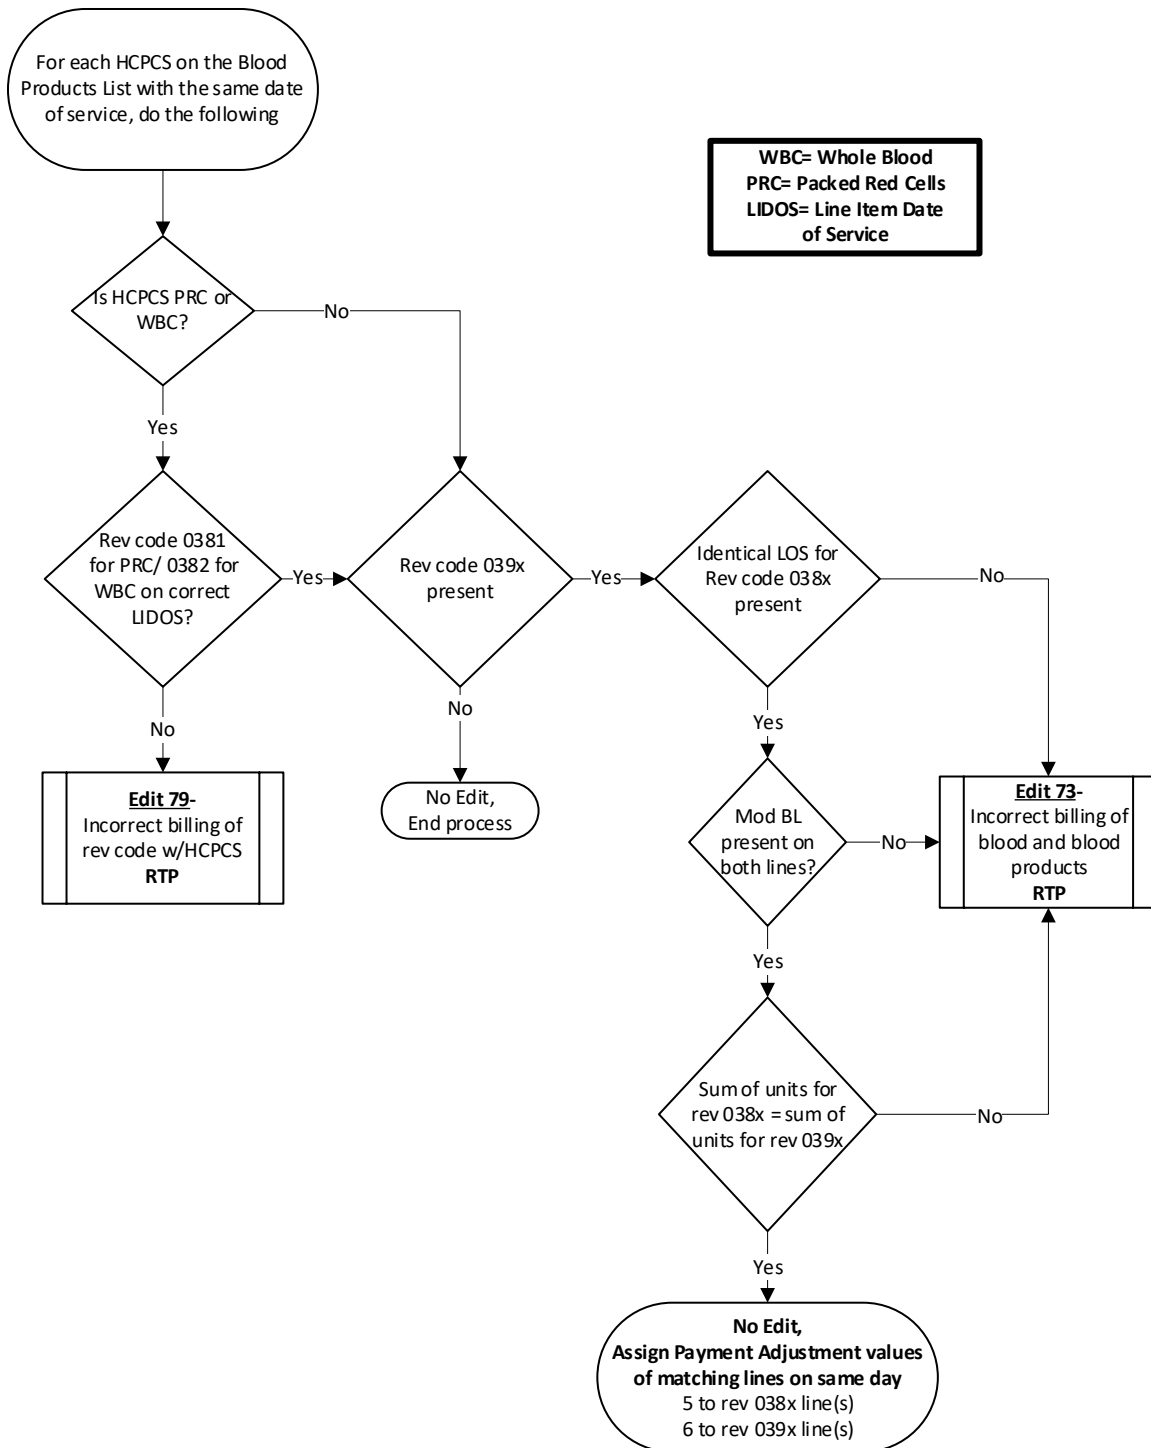 For each HCPCS on the Blood
Products List with the same date
of service, do the following
WBC= Whole Blood
PRC= Packed Red Cells
LIDOS= Line Item Date
of Service
Is HCPCS PRC or
WBC?
No
Yes
Rev code 0381
for PRC/ 0382 for
WBC on correct
LIDOS?
Yes
Rev code 039x
present
Yes
Identical LOS for
Rev code 038x
present
No
No
No
Yes
Edit 79-
Incorrect billing of
rev code w/HCPCS
RTP
No Edit,
End process
Mod BL
present on
both lines?
No
Edit 73-
Incorrect billing of
blood and blood
products
RTP
Yes
Sum of units for
rev 038x = sum of
units for rev 039x
No
Yes
No Edit,
Assign Payment Adjustment values
of matching lines on same day
5 to rev 038x line(s)
6 to rev 039x line(s)